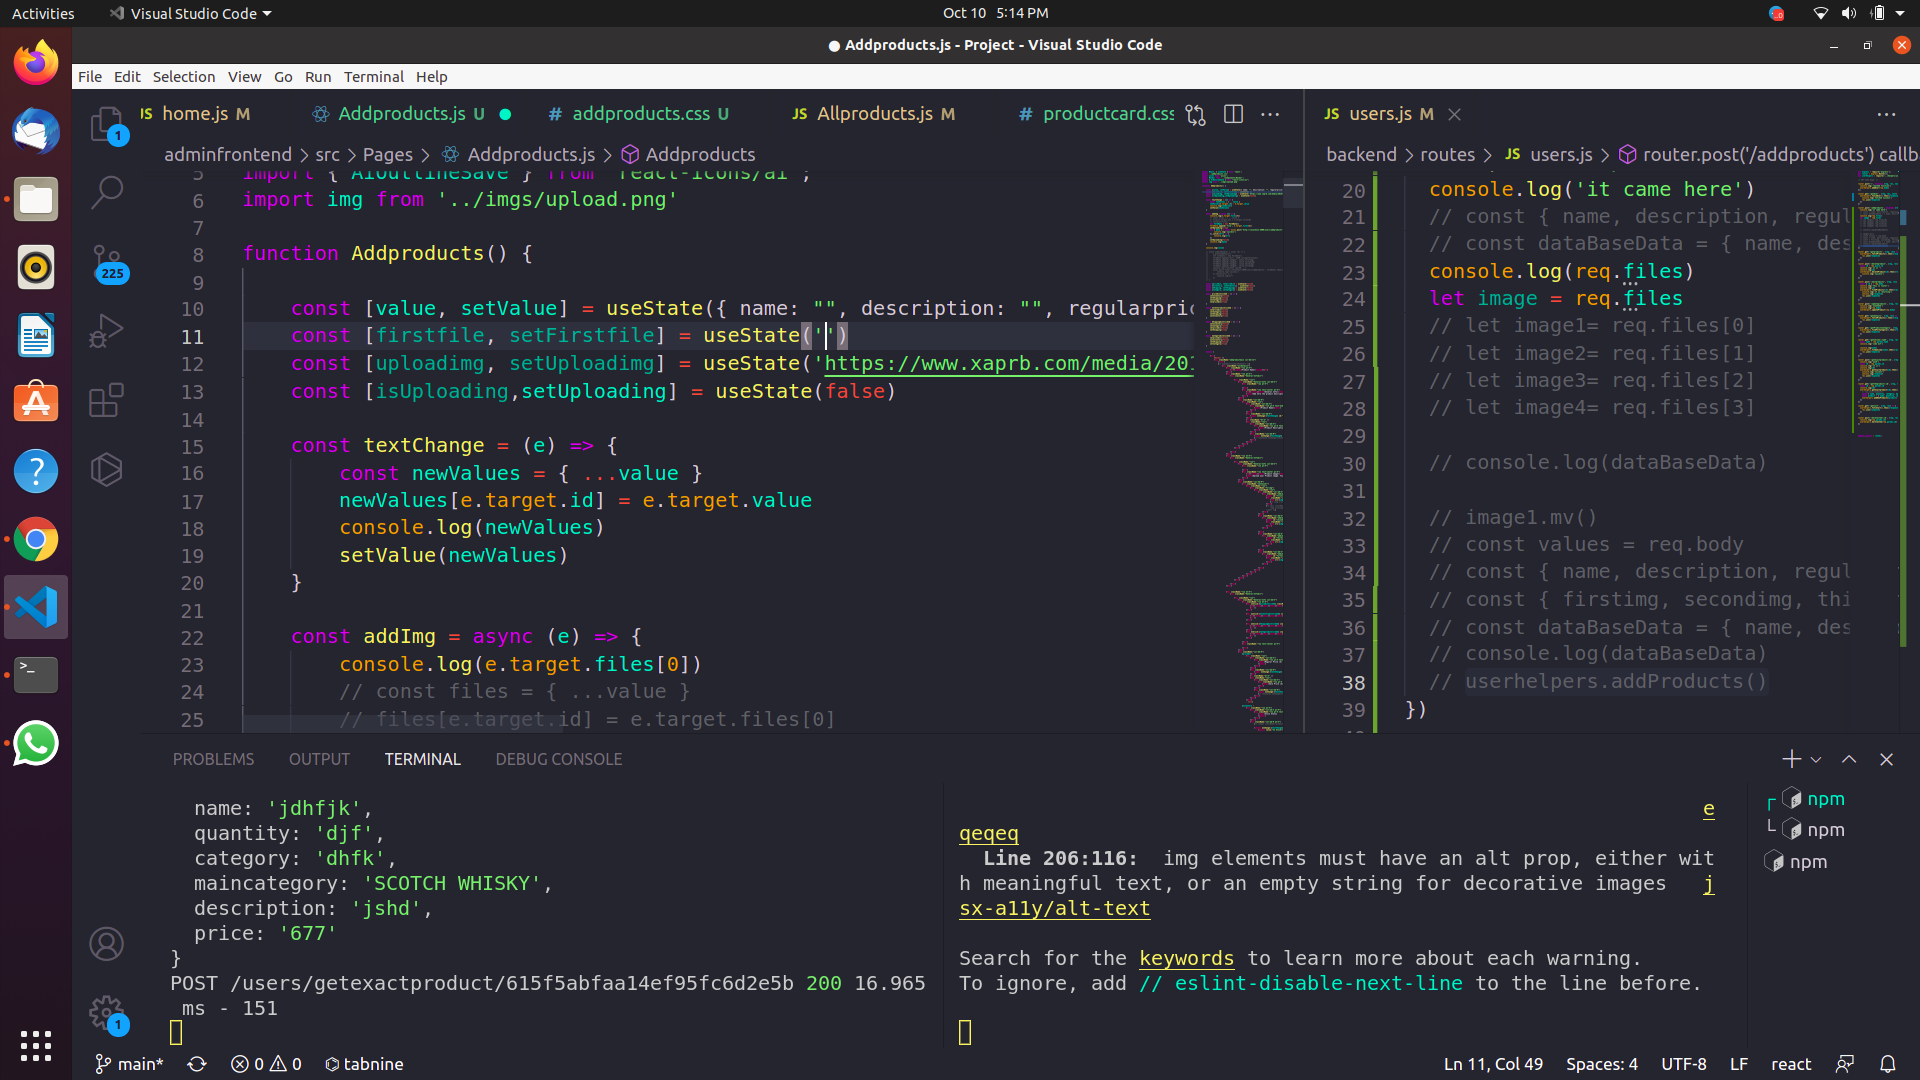 Activities
Visual Studio Code
Oct 10 5:14 PM
Addproducts.js - Project - Visual Studio Code
File Edit Selection View Go Run Terminal Help
JS home.js M
Addproducts.js U
# addproducts.css U
JS Allproducts.js M
# productcard.css
JS users.js M
adminfrontend > src > Pages > Addproducts.js > Addproducts
backend > routes > JS users.js > router.post('/addproducts') callba
1
225
5 import { AiOutlineSave } from 'react-icons/ai';
6 import img from '../imgs/upload.png'
7
8 function Addproducts() {
9
10 const [value, setValue] = useState({ name: "", description: "", regularpric
11 const [firstfile, setFirstfile] = useState('')
12 const [uploadimg, setUploadimg] = useState('https://www.xaprb.com/media/201
13 const [isUploading,setUploading] = useState(false)
14
15 const textChange = (e) => {
16 const newValues = { ...value }
17 newValues[e.target.id] = e.target.value
18 console.log(newValues)
19 setValue(newValues)
20 }
21
22 const addImg = async (e) => {
23 console.log(e.target.files[0])
24 // const files = { ...value }
25 // files[e.target.id] = e.target.files[0]
20 console.log('it came here')
21 // const { name, description, regul
22 // const dataBaseData = { name, des
23 console.log(req.files)
24 let image = req.files
25 // let image1= req.files[0]
26 // let image2= req.files[1]
27 // let image3= req.files[2]
28 // let image4= req.files[3]
29
30 // console.log(dataBaseData)
31
32 // image1.mv()
33 // const values = req.body
34 // const { name, description, regul
35 // const { firstimg, secondimg, thi
36 // const dataBaseData = { name, des
37 // console.log(dataBaseData)
38 // userhelpers.addProducts()
39 })
PROBLEMS OUTPUT TERMINAL DEBUG CONSOLE
name: 'jdhfjk',
quantity: 'djf',
category: 'dhfk',
maincategory: 'SCOTCH WHISKY',
description: 'jshd',
price: '677'
}
POST /users/getexactproduct/615f5abfaa14ef95fc6d2e5b 200 16.965
ms - 151
e
qeqeq
Line 206:116: img elements must have an alt prop, either wit
h meaningful text, or an empty string for decorative images j
sx-a11y/alt-text
Search for the keywords to learn more about each warning.
To ignore, add // eslint-disable-next-line to the line before.
npm
npm
npm
1
main* 0 0 tabnine
Ln 11, Col 49 Spaces: 4 UTF-8 LF react